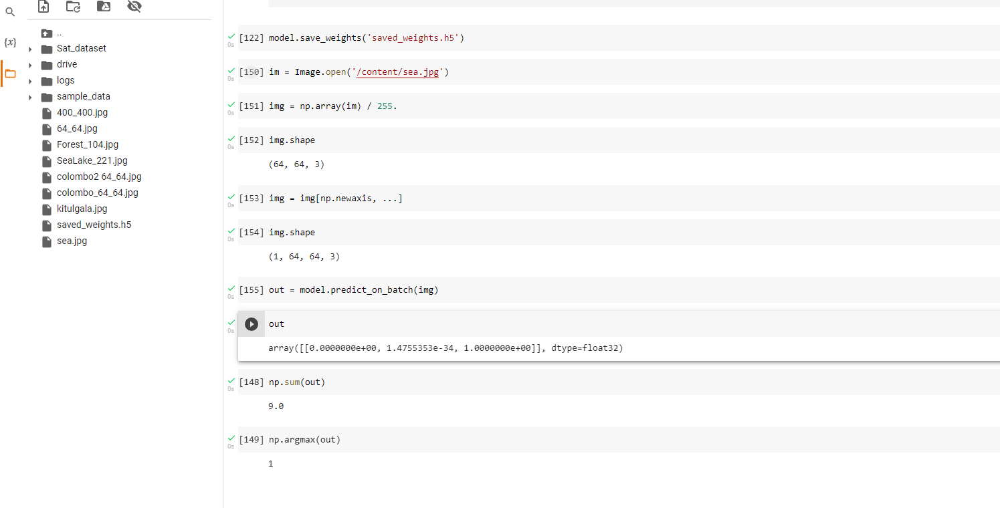 {x}
..
Sat_dataset
drive
logs
sample_data
400_400.jpg
64_64.jpg
Forest_104.jpg
SeaLake_221.jpg
colombo2 64_64.jpg
colombo_64_64.jpg
kitulgala.jpg
saved_weights.h5
sea.jpg
0s [122] model.save_weights('saved_weights.h5')
0s [150] im = Image.open('/content/sea.jpg')
0s [151] img = np.array(im) / 255.
0s [152] img.shape
(64, 64, 3)
0s [153] img = img[np.newaxis, ...]
0s [154] img.shape
(1, 64, 64, 3)
0s [155] out = model.predict_on_batch(img)
0s out
array([[0.0000000e+00, 1.4755353e-34, 1.0000000e+00]], dtype=float32)
0s [148] np.sum(out)
9.0
0s [149] np.argmax(out)
1